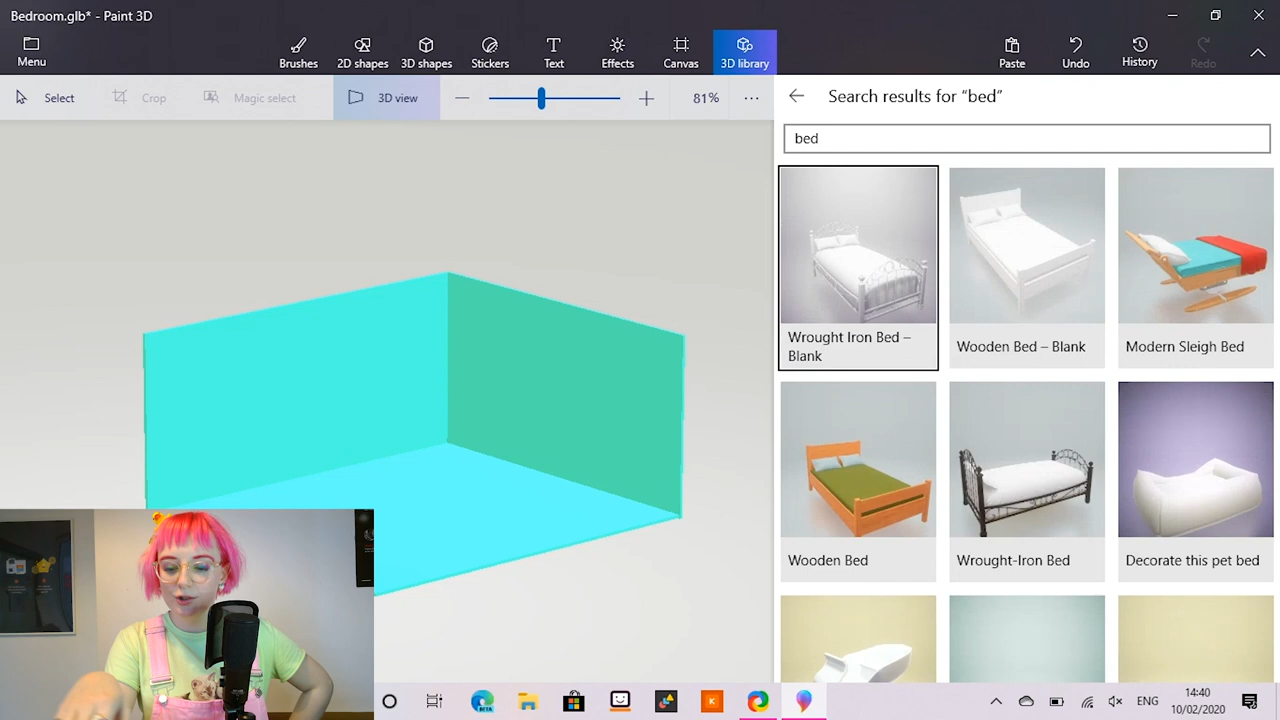 Bedroom.glb* - Paint 3D
Menu
Brushes
2D shapes
3D shapes
Stickers
Text
Effects
Canvas
3D library
Paste
Undo
History
Redo
Select
Crop
Magic select
3D view
81%
Search results for “bed”
bed
Wrought Iron Bed –
Blank
Wooden Bed – Blank
Modern Sleigh Bed
Wooden Bed
Wrought-Iron Bed
Decorate this pet bed
BETA
K
ENG
14:40
10/02/2020